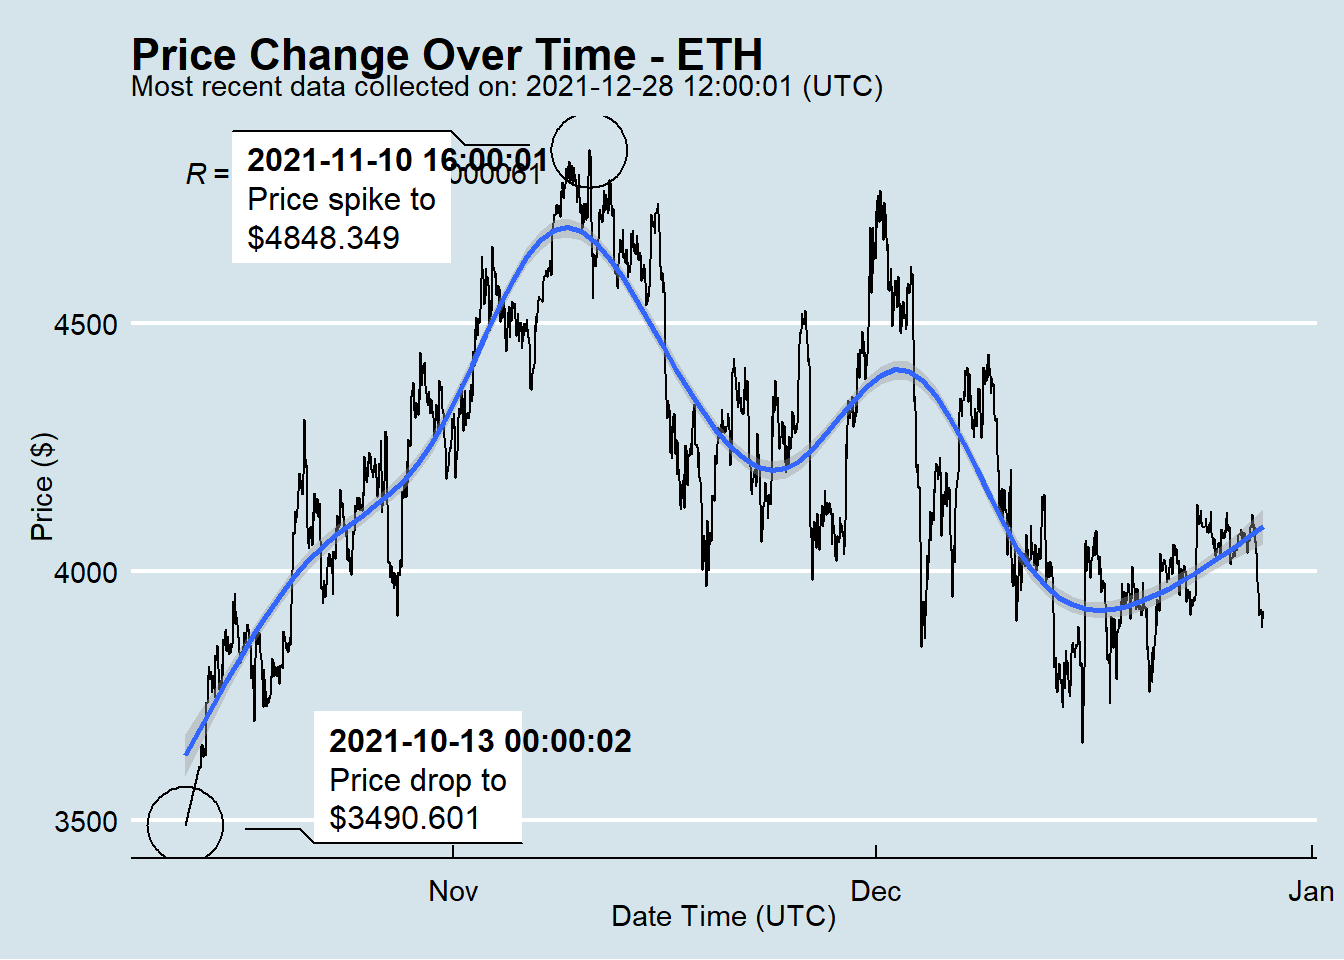 Price Change Over Time - ETH
Most recent data collected on: 2021-12-28 12:00:01 (UTC)
R =
2021-11-10 16:00:01
Price spike to
$4848.349
4500
4000
3500
Price ($)
2021-10-13 00:00:02
Price drop to
$3490.601
Nov
Dec
Jan
Date Time (UTC)